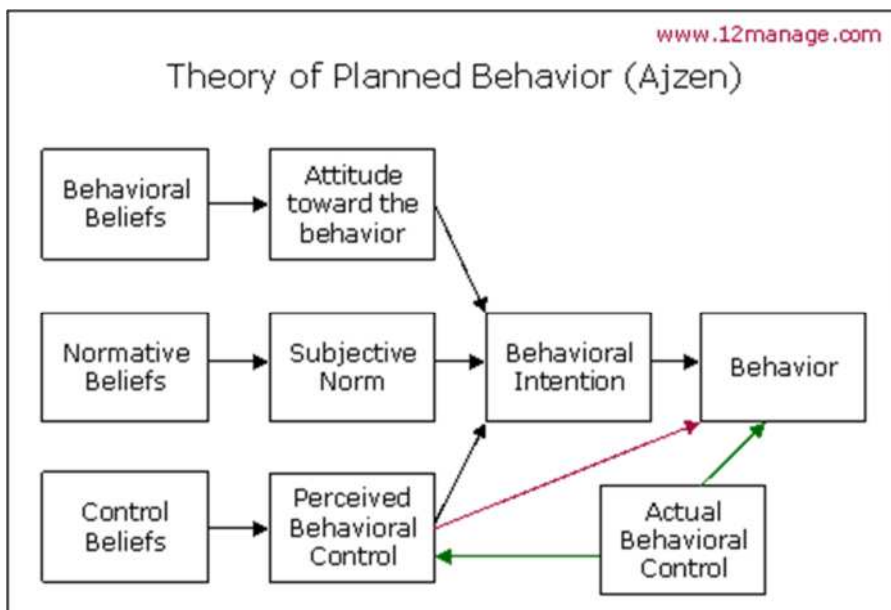 www.12manage.com
Theory of Planned Behavior (Ajzen)
Behavioral
Beliefs
Attitude
toward the
behavior
Normative
Beliefs
Subjective
Norm
Behavioral
Intention
Behavior
Control
Beliefs
Perceived
Behavioral
Control
Actual
Behavioral
Control